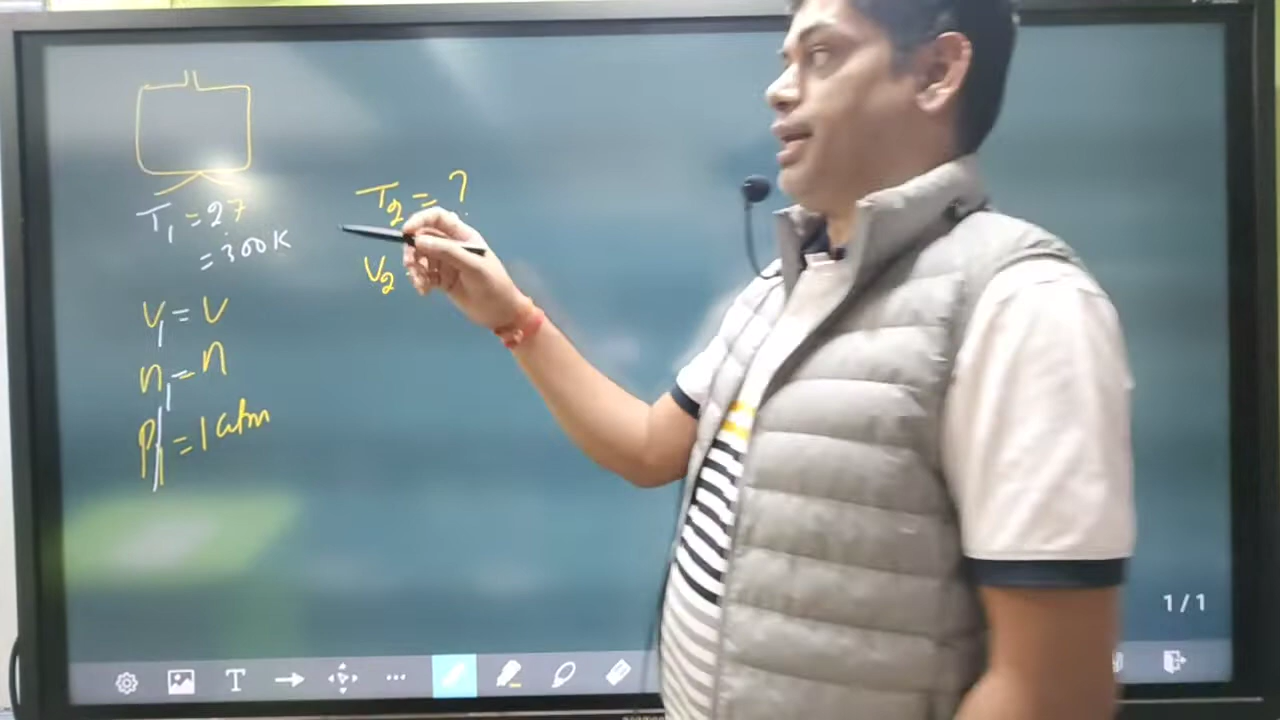 T₁ = 27
= 300 K
V₁ = V
n₁ = n
P₁ = 1 atm
T₂ = ?
V₂
1 / 1
T